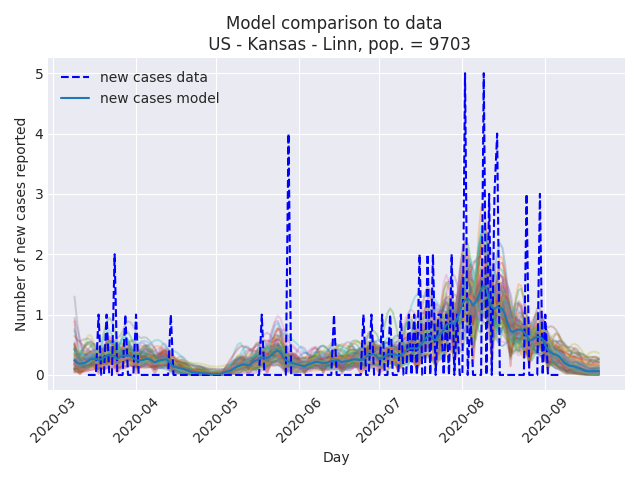 Model comparison to data
US - Kansas - Linn, pop. = 9703
new cases data
new cases model
Number of new cases reported
5
4
3
2
1
0
2020-03
2020-04
2020-05
2020-06
2020-07
2020-08
2020-09
Day